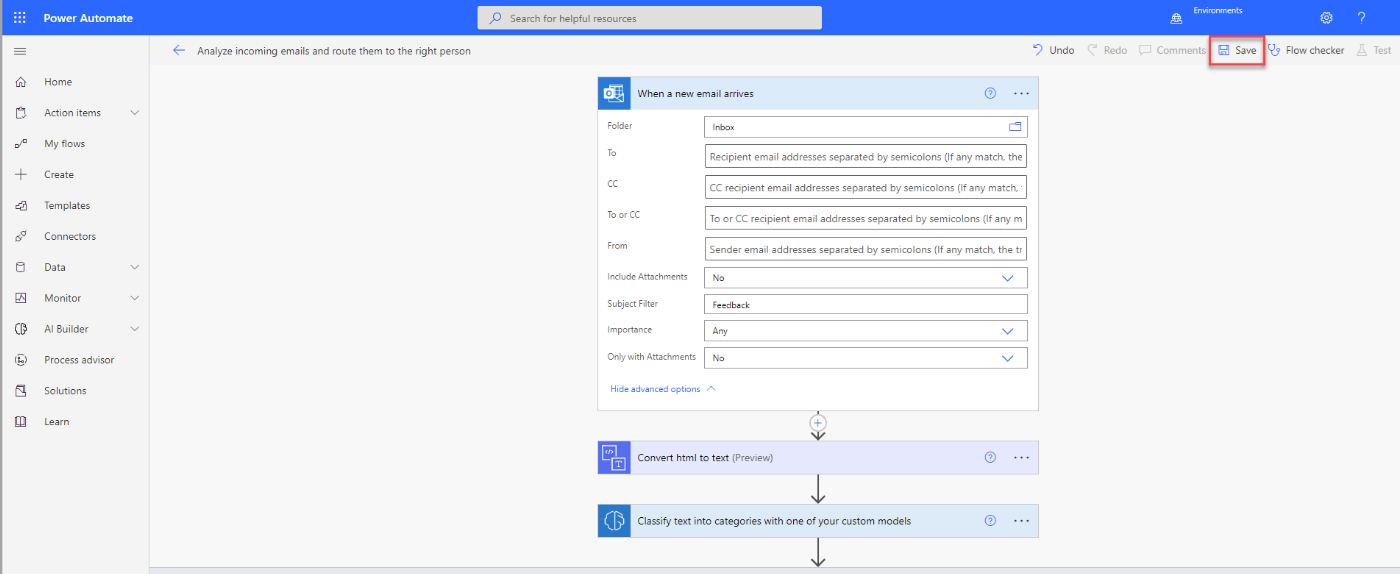 Power Automate
Search for helpful resources
Environments
?
Analyze incoming emails and route them to the right person
Undo
Redo
Comments
Save
Flow checker
Test
Home
Action items
My flows
Create
Templates
Connectors
Data
Monitor
AI Builder
Process advisor
Solutions
Learn
When a new email arrives
Folder
Inbox
To
Recipient email addresses separated by semicolons (If any match, the
CC
CC recipient email addresses separated by semicolons (If any match,
To or CC
To or CC recipient email addresses separated by semicolons (If any m
From
Sender email addresses separated by semicolons (If any match, the tr
Include Attachments
No
Subject Filter
Feedback
Importance
Any
Only with Attachments
No
Hide advanced options
Convert html to text (Preview)
Classify text into categories with one of your custom models